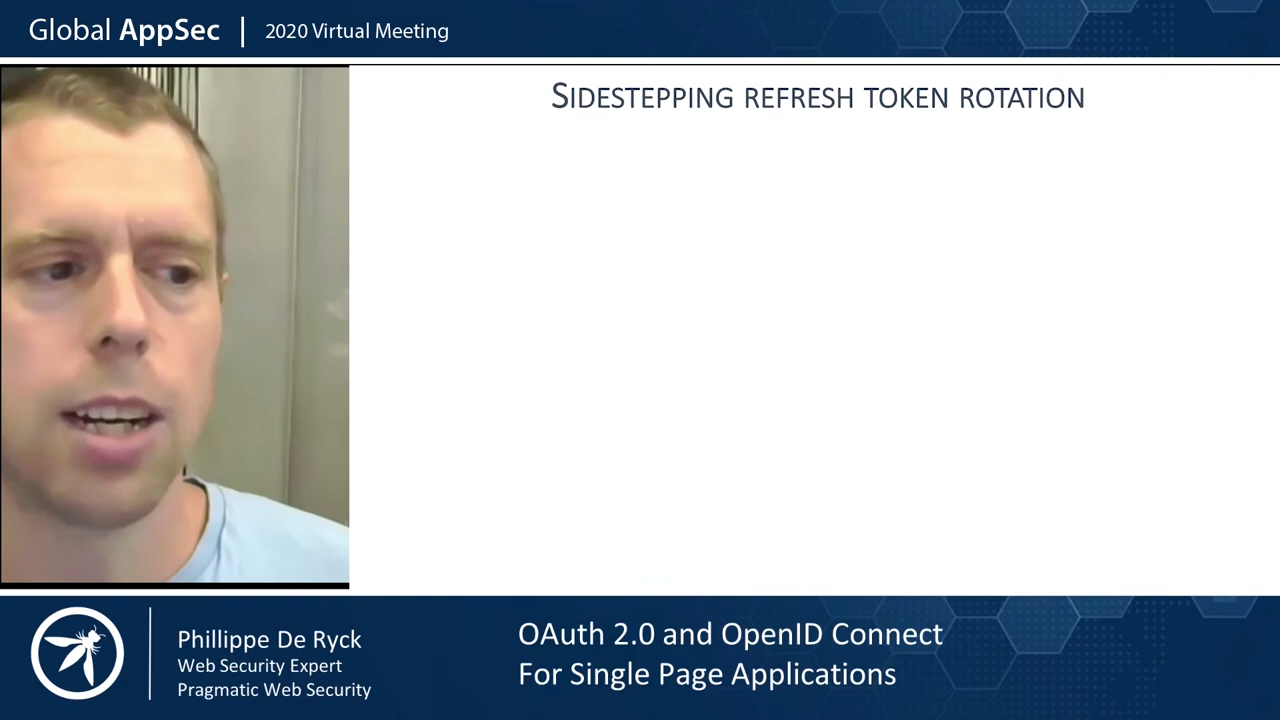 Global AppSec | 2020 Virtual Meeting
SIDESTEPPING REFRESH TOKEN ROTATION
Phillippe De Ryck
Web Security Expert
Pragmatic Web Security
OAuth 2.0 and OpenID Connect
For Single Page Applications